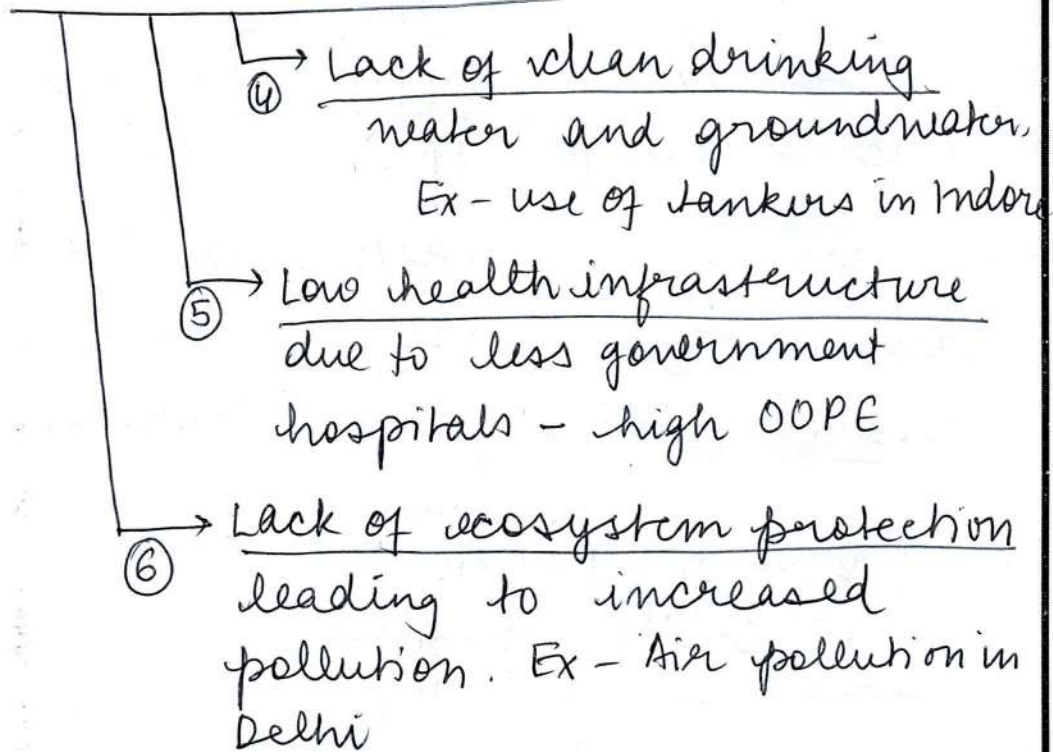 ④ → Lack of clean drinking
water and groundwater.
Ex - use of tankers in Indore
⑤ → Low health infrastructure
due to less government
hospitals - high OOPE
⑥ → Lack of ecosystem protection
leading to increased
pollution. Ex - Air pollution in
Delhi